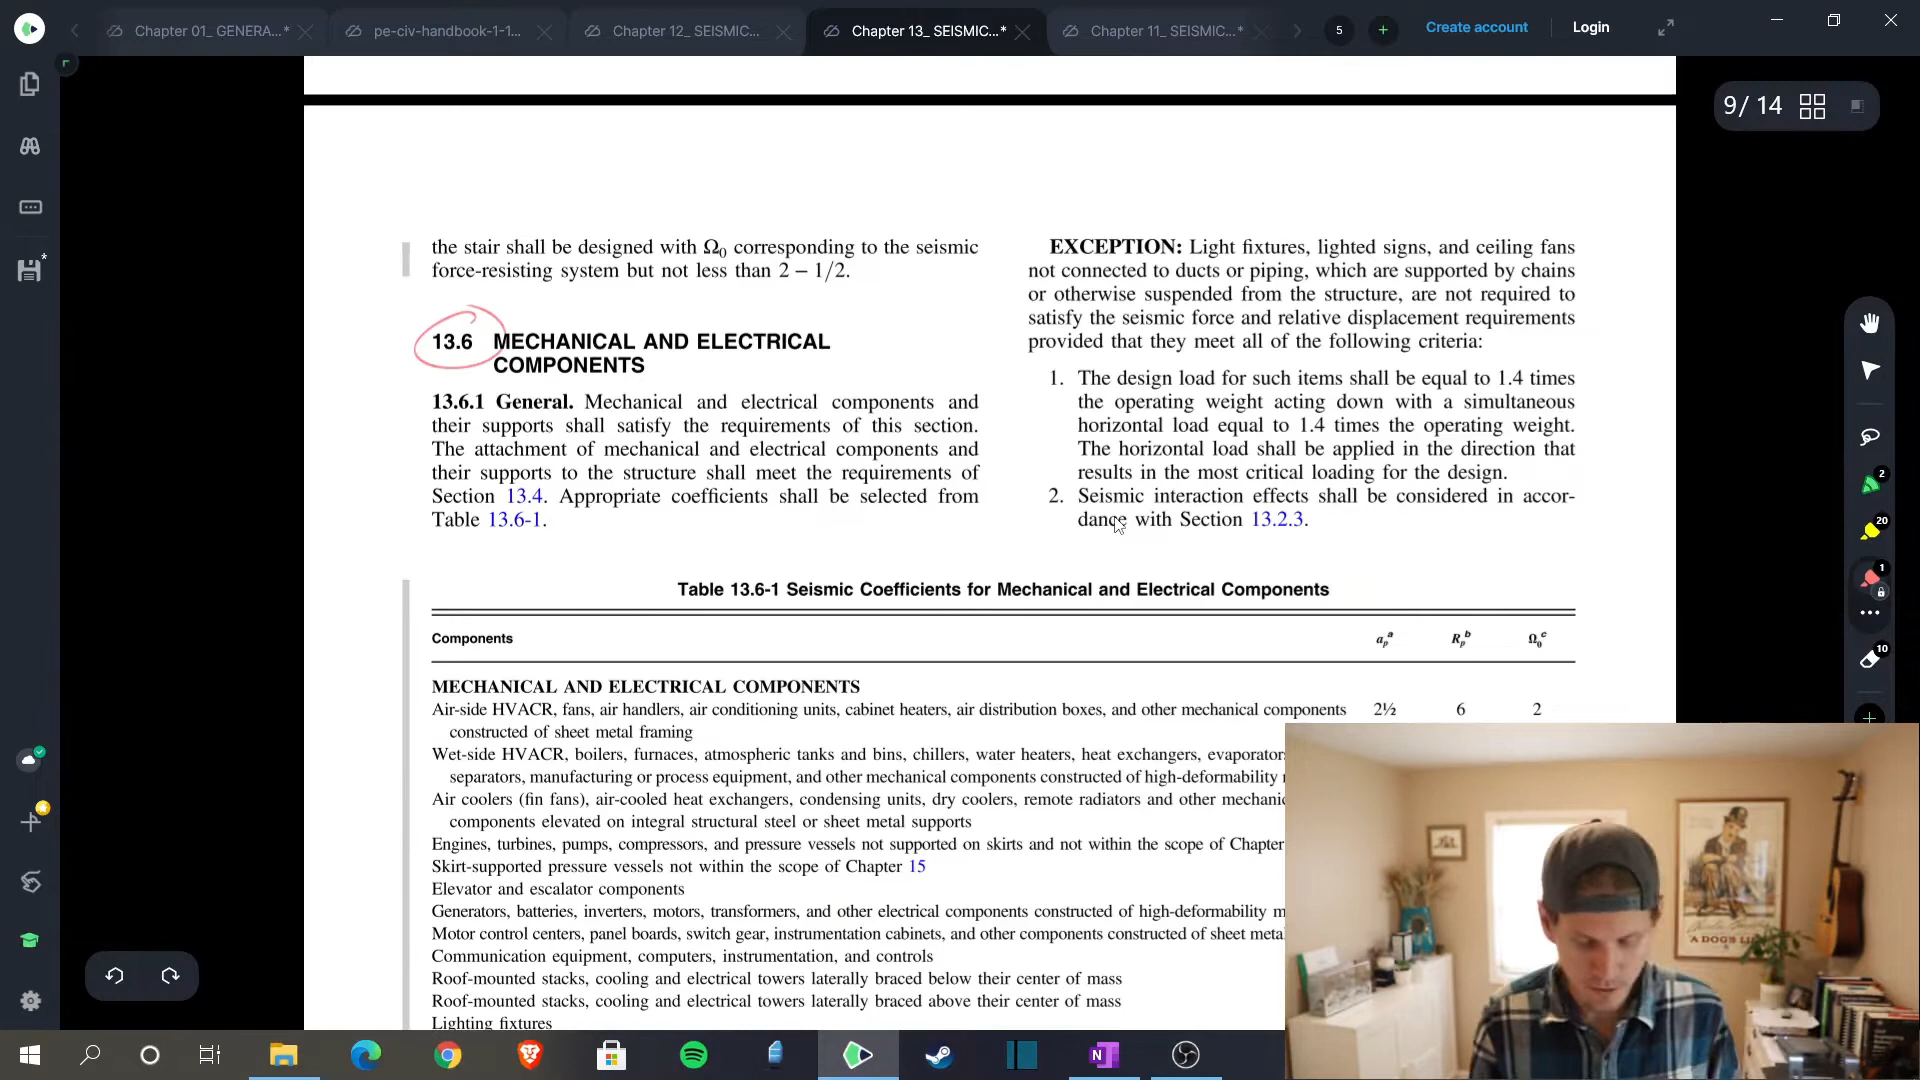 Chapter 01_ GENERA...*
pe-civ-handbook-1-1...
Chapter 12_ SEISMIC...
Chapter 13_ SEISMIC...*
Chapter 11_ SEISMIC...*
5
Create account
Login
9/ 14
the stair shall be designed with Ω0 corresponding to the seismic
force-resisting system but not less than 2 − 1/2.
13.6 MECHANICAL AND ELECTRICAL
COMPONENTS
13.6.1 General. Mechanical and electrical components and
their supports shall satisfy the requirements of this section.
The attachment of mechanical and electrical components and
their supports to the structure shall meet the requirements of
Section 13.4. Appropriate coefficients shall be selected from
Table 13.6-1.
EXCEPTION: Light fixtures, lighted signs, and ceiling fans
not connected to ducts or piping, which are supported by chains
or otherwise suspended from the structure, are not required to
satisfy the seismic force and relative displacement requirements
provided that they meet all of the following criteria:
1. The design load for such items shall be equal to 1.4 times
the operating weight acting down with a simultaneous
horizontal load equal to 1.4 times the operating weight.
The horizontal load shall be applied in the direction that
results in the most critical loading for the design.
2. Seismic interaction effects shall be considered in accor-
dance with Section 13.2.3.
Table 13.6-1 Seismic Coefficients for Mechanical and Electrical Components
Components ap a Rp b Ω0 c
MECHANICAL AND ELECTRICAL COMPONENTS
Air-side HVACR, fans, air handlers, air conditioning units, cabinet heaters, air distribution boxes, and other mechanical components 2½ 6 2
constructed of sheet metal framing
Wet-side HVACR, boilers, furnaces, atmospheric tanks and bins, chillers, water heaters, heat exchangers, evaporators
separators, manufacturing or process equipment, and other mechanical components constructed of high-deformability
Air coolers (fin fans), air-cooled heat exchangers, condensing units, dry coolers, remote radiators and other mechanic
components elevated on integral structural steel or sheet metal supports
Engines, turbines, pumps, compressors, and pressure vessels not supported on skirts and not within the scope of Chapter
Skirt-supported pressure vessels not within the scope of Chapter 15
Elevator and escalator components
Generators, batteries, inverters, motors, transformers, and other electrical components constructed of high-deformability m
Motor control centers, panel boards, switch gear, instrumentation cabinets, and other components constructed of sheet metal
Communication equipment, computers, instrumentation, and controls
Roof-mounted stacks, cooling and electrical towers laterally braced below their center of mass
Roof-mounted stacks, cooling and electrical towers laterally braced above their center of mass
Lighting fixtures
2
20
1
10
N
"A DOG'S LIFE